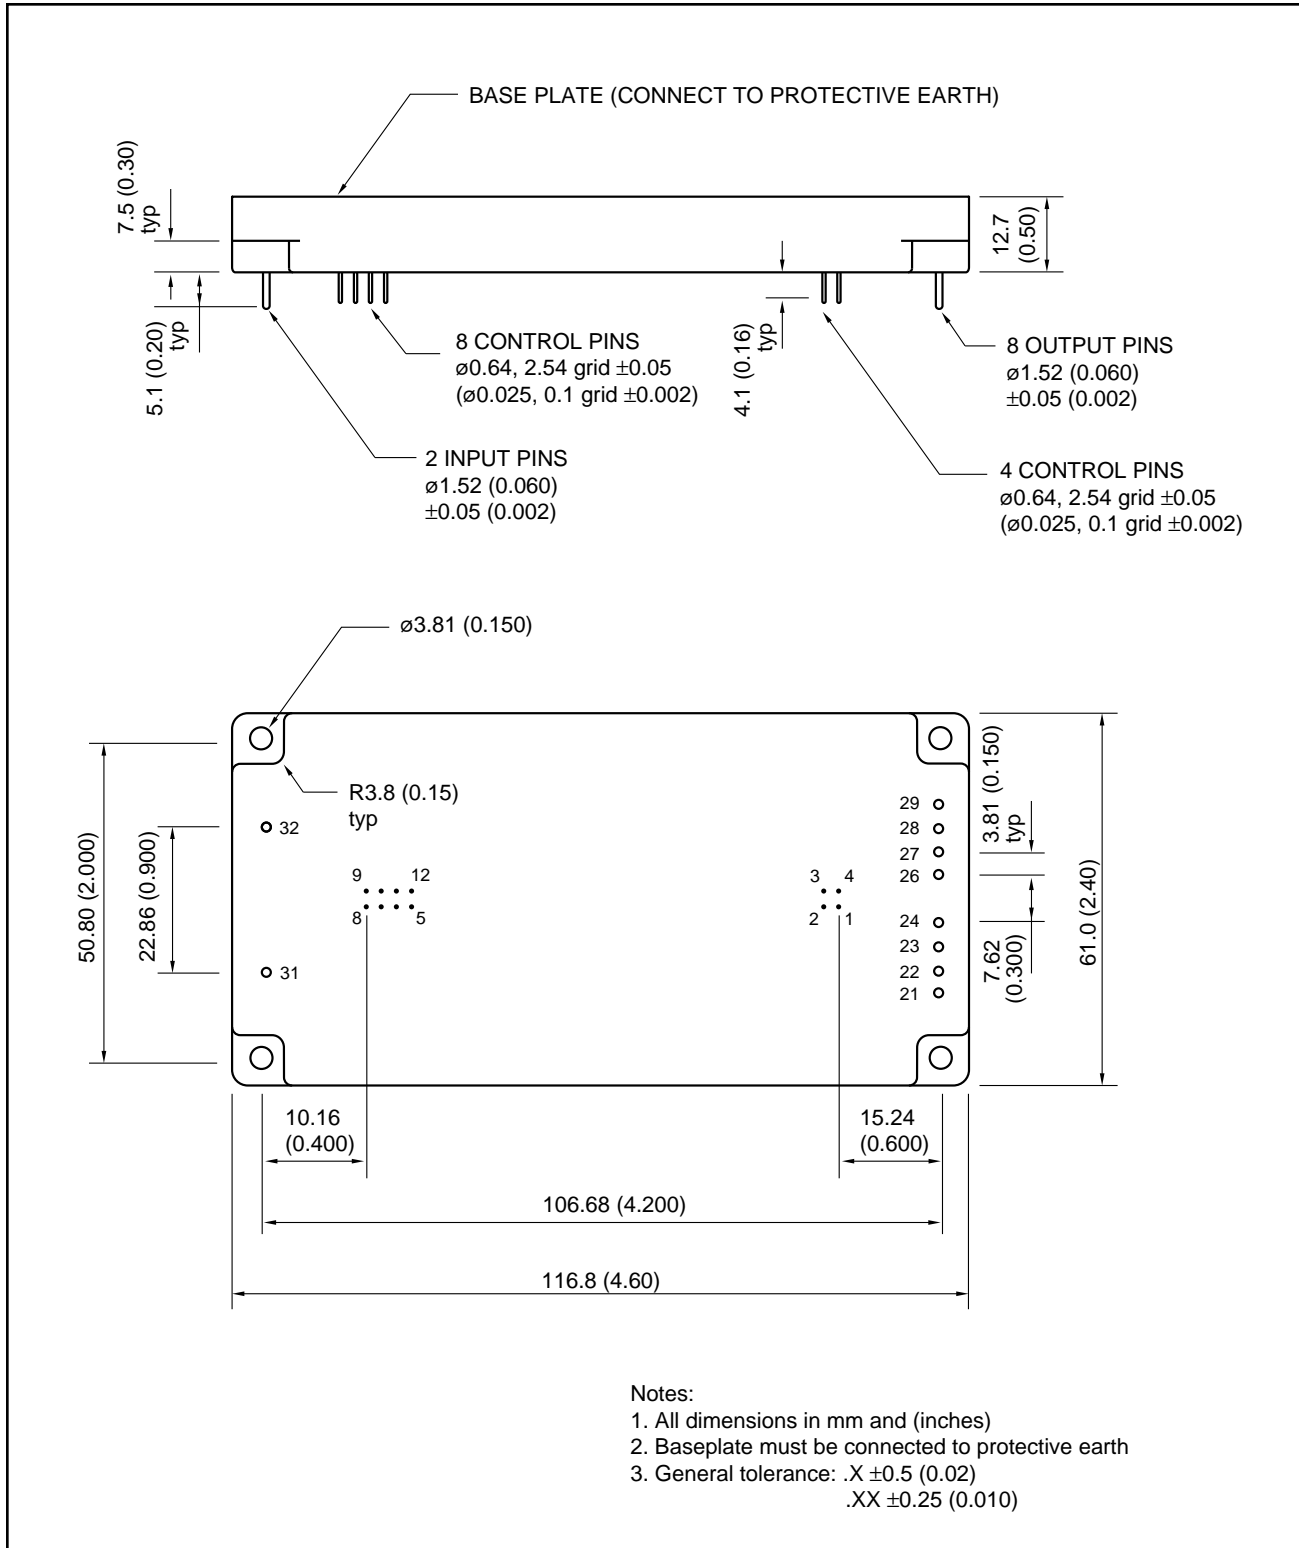 BASE PLATE (CONNECT TO PROTECTIVE EARTH)
7.5 (0.30)
typ
12.7
(0.50)
5.1 (0.20)
typ
8 CONTROL PINS
ø0.64, 2.54 grid ±0.05
(ø0.025, 0.1 grid ±0.002)
4.1 (0.16)
typ
8 OUTPUT PINS
ø1.52 (0.060)
±0.05 (0.002)
2 INPUT PINS
ø1.52 (0.060)
±0.05 (0.002)
4 CONTROL PINS
ø0.64, 2.54 grid ±0.05
(ø0.025, 0.1 grid ±0.002)
ø3.81 (0.150)
R3.8 (0.15)
typ
50.80 (2.000)
22.86 (0.900)
32
31
9
12
8
5
3
4
2
1
29
28
27
26
24
23
22
21
3.81 (0.150)
typ
7.62
(0.300)
61.0 (2.40)
10.16
(0.400)
15.24
(0.600)
106.68 (4.200)
116.8 (4.60)
Notes:
1. All dimensions in mm and (inches)
2. Baseplate must be connected to protective earth
3. General tolerance: .X ±0.5 (0.02)
.XX ±0.25 (0.010)